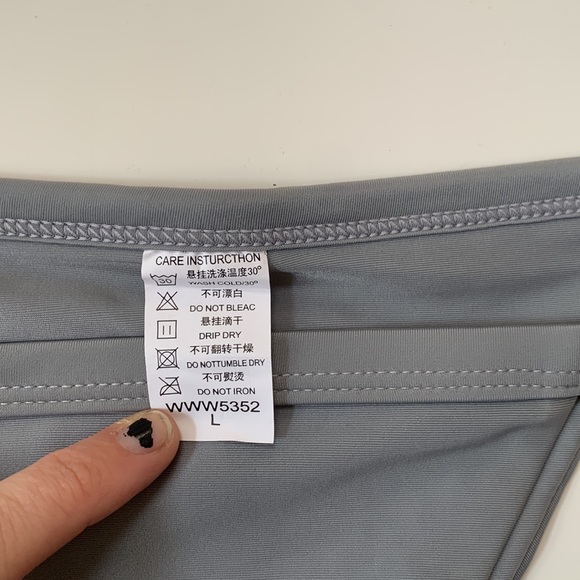 CARE INSTURCTHON
30 悬挂洗涤温度30°
WASH COLD/30°
不可漂白
DO NOT BLEAC
悬挂滴干
DRIP DRY
不可翻转干燥
DO NOTTUMBLE DRY
不可熨烫
DO NOT IRON
WWW5352
L